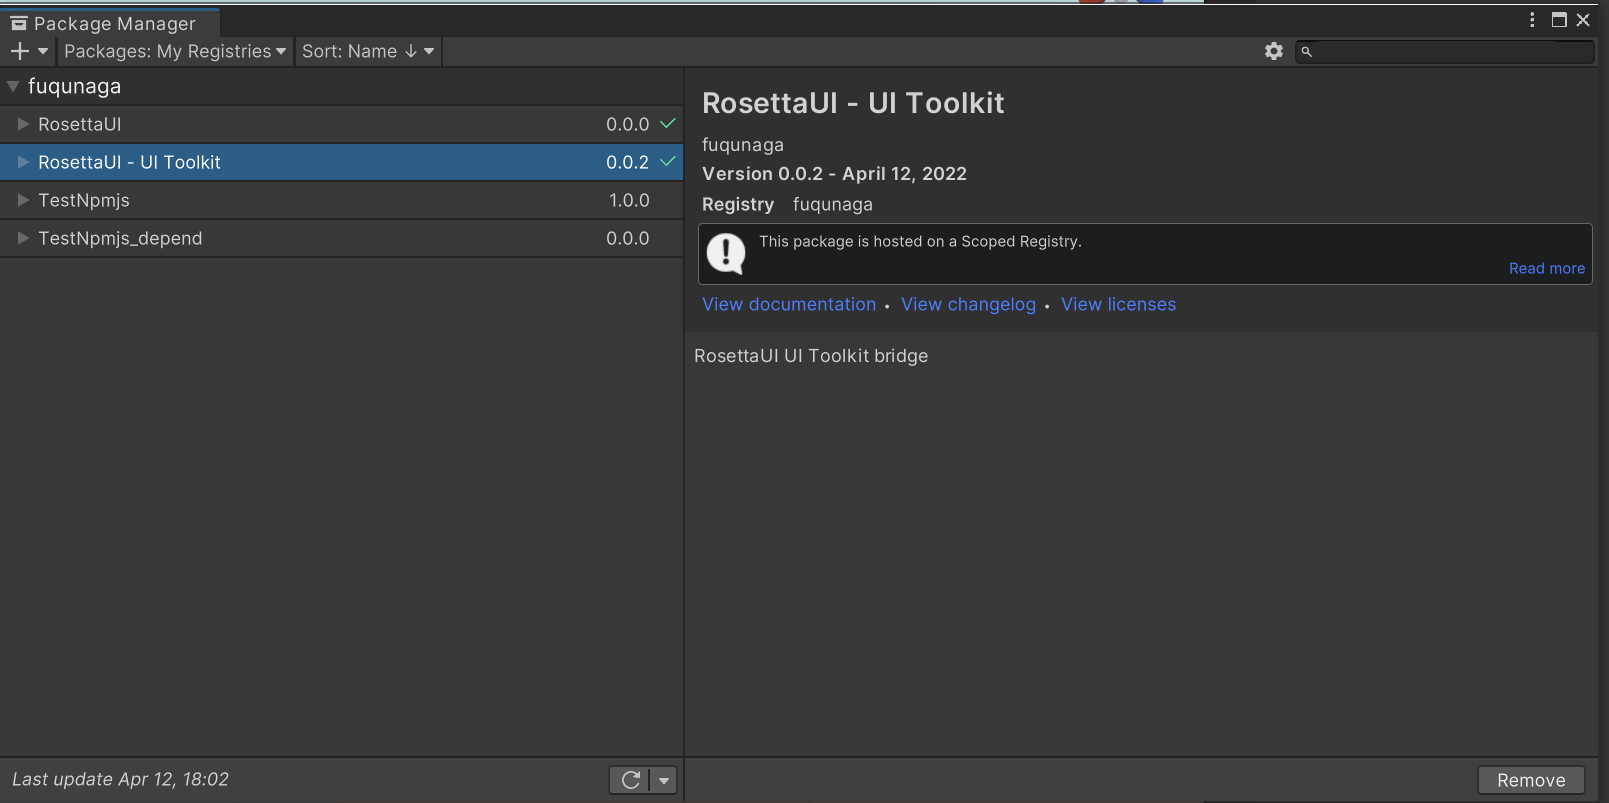 Package Manager
Packages: My Registries Sort: Name ↓
fuqunaga
RosettaUI 0.0.0
RosettaUI - UI Toolkit 0.0.2
TestNpmjs 1.0.0
TestNpmjs_depend 0.0.0
RosettaUI - UI Toolkit
fuqunaga
Version 0.0.2 - April 12, 2022
Registry fuqunaga
This package is hosted on a Scoped Registry.
Read more
View documentation • View changelog • View licenses
RosettaUI UI Toolkit bridge
Last update Apr 12, 18:02
Remove